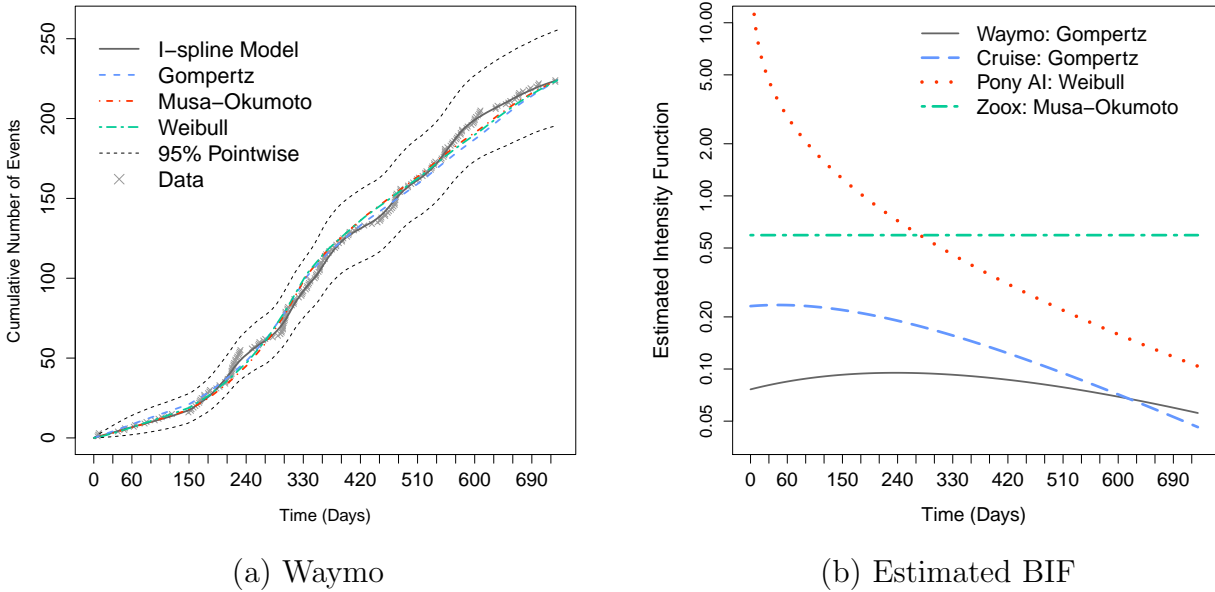 250
200
150
100
50
0
Cumulative Number of Events
I−spline Model
Gompertz
Musa−Okumoto
Weibull
95% Pointwise
Data
0 60 150 240 330 420 510 600 690
Time (Days)
(a) Waymo
10.00
5.00
2.00
1.00
0.50
0.20
0.10
0.05
Estimated Intensity Function
Waymo: Gompertz
Cruise: Gompertz
Pony AI: Weibull
Zoox: Musa−Okumoto
0 60 150 240 330 420 510 600 690
Time (Days)
(b) Estimated BIF